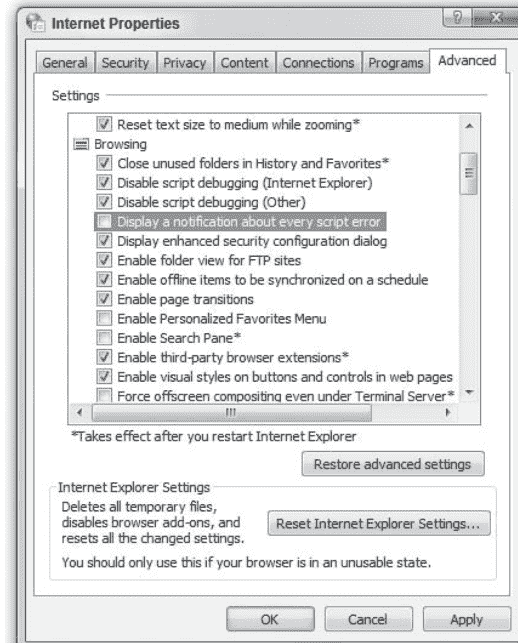 Internet Properties
General Security Privacy Content Connections Programs Advanced
Settings
Reset text size to medium while zooming*
Browsing
Close unused folders in History and Favorites*
Disable script debugging (Internet Explorer)
Disable script debugging (Other)
Display a notification about every script error
Display enhanced security configuration dialog
Enable folder view for FTP sites
Enable offline items to be synchronized on a schedule
Enable page transitions
Enable Personalized Favorites Menu
Enable Search Pane*
Enable third-party browser extensions*
Enable visual styles on buttons and controls in web pages
Force offscreen compositing even under Terminal Server*
*Takes effect after you restart Internet Explorer
Restore advanced settings
Internet Explorer Settings
Deletes all temporary files,
disables browser add-ons, and
resets all the changed settings.
Reset Internet Explorer Settings...
You should only use this if your browser is in an unusable state.
OK Cancel Apply